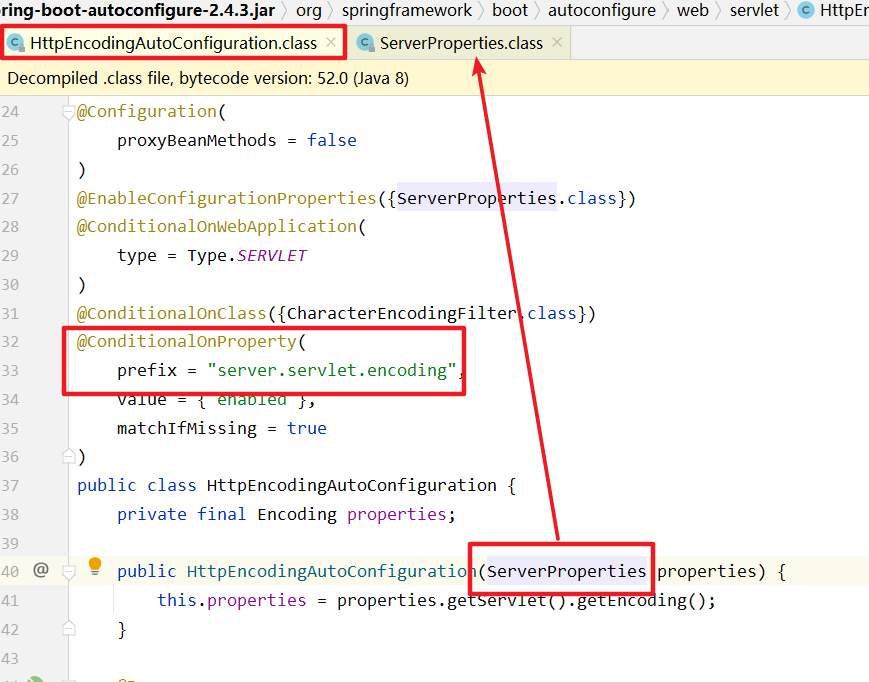 ring-boot-autoconfigure-2.4.3.jar org springframework boot autoconfigure web servlet C HttpEn
C HttpEncodingAutoConfiguration.class × C ServerProperties.class ×
Decompiled .class file, bytecode version: 52.0 (Java 8)
24 @Configuration(
25 proxyBeanMethods = false
26 )
27 @EnableConfigurationProperties({ServerProperties.class})
28 @ConditionalOnWebApplication(
29 type = Type.SERVLET
30 )
31 @ConditionalOnClass({CharacterEncodingFilter.class})
32 @ConditionalOnProperty(
33 prefix = "server.servlet.encoding",
34 value = {"enabled"},
35 matchIfMissing = true
36 )
37 public class HttpEncodingAutoConfiguration {
38 private final Encoding properties;
39
40 @ public HttpEncodingAutoConfiguration(ServerProperties properties) {
41 this.properties = properties.getServlet().getEncoding();
42 }
43